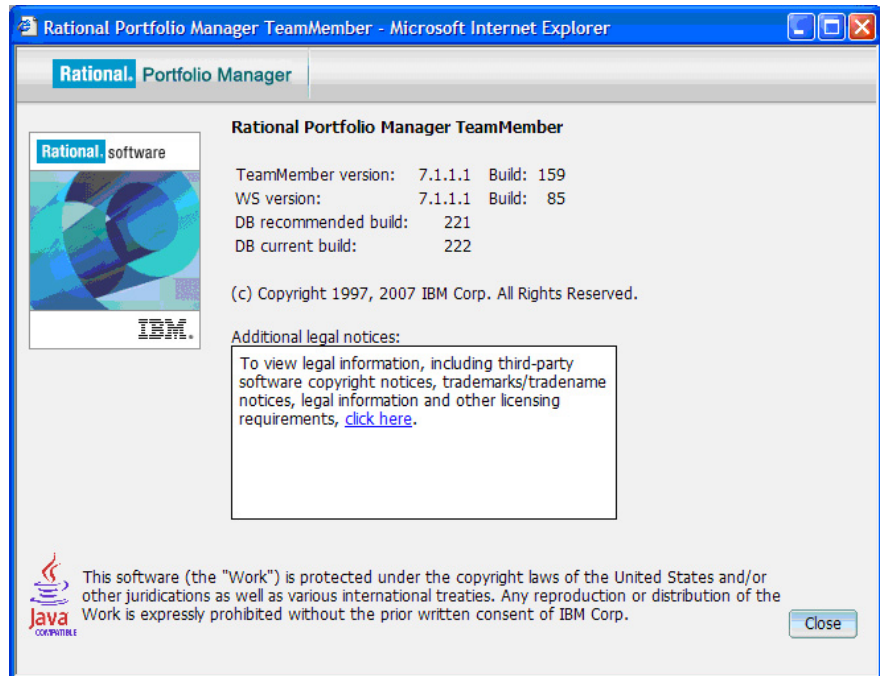 Rational Portfolio Manager TeamMember - Microsoft Internet Explorer
Rational. Portfolio Manager
Rational Portfolio Manager TeamMember
Rational. software
TeamMember version: 7.1.1.1 Build: 159
WS version: 7.1.1.1 Build: 85
DB recommended build: 221
DB current build: 222
(c) Copyright 1997, 2007 IBM Corp. All Rights Reserved.
IBM.
Additional legal notices:
To view legal information, including third-party
software copyright notices, trademarks/tradename
notices, legal information and other licensing
requirements, click here.
This software (the "Work") is protected under the copyright laws of the United States and/or
other juridications as well as various international treaties. Any reproduction or distribution of the
Work is expressly prohibited without the prior written consent of IBM Corp.
Java
COMPATIBLE
Close